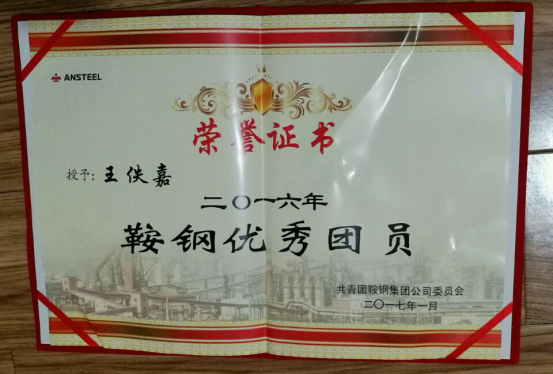 ANSTEEL
荣誉证书
授予：王佚嘉
二〇一六年
鞍钢优秀团员
共青团鞍钢集团公司委员会
二〇一七年一月